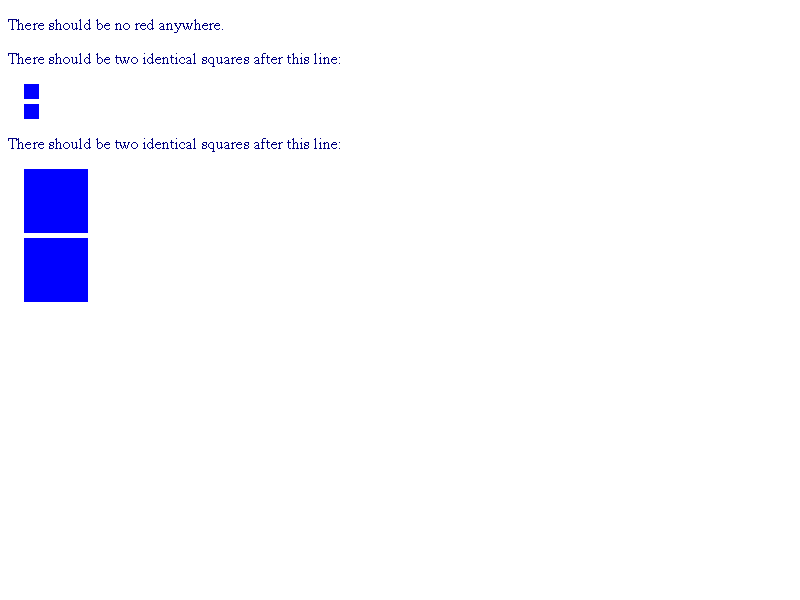 There should be no red anywhere.
There should be two identical squares after this line:
There should be two identical squares after this line: